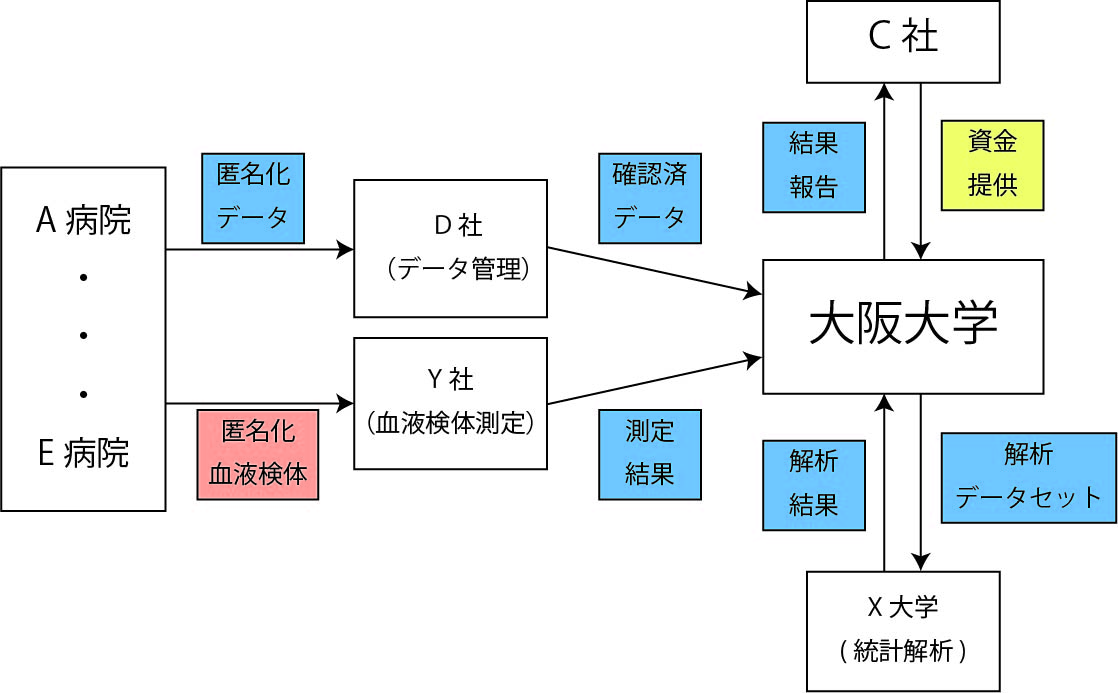 C 社
結果
報告
資金
提供
A 病院
・
・
・
E 病院
匿名化
データ
D 社
（データ管理）
確認済
データ
大阪大学
匿名化
血液検体
Y 社
（血液検体測定）
測定
結果
解析
結果
解析
データセット
X 大学
( 統計解析 )